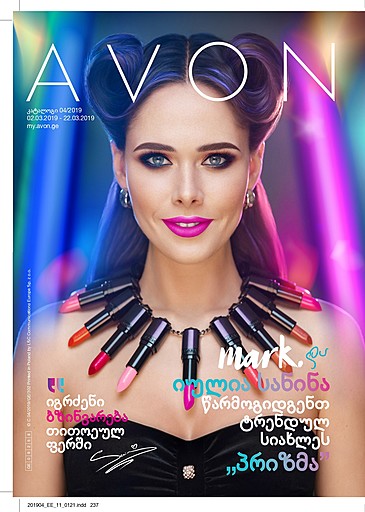 AVON
კატალოგი 04/2019
02.03.2019 - 22.03.2019
my.avon.ge
mark. და
იულია სანინა
წარმოგიდგენთ
ტრენდულ
სიახლეს
„პრიზმა”
იგრძენი
ბზინვარება
თითოეულ
ფერში
201904_EE_11_0121.indd 237